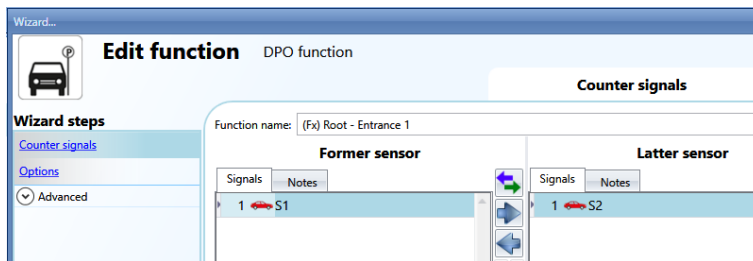 Wizard...
Edit function DPO function
Counter signals
Wizard steps
Counter signals
Options
Advanced
Function name: (Fx) Root - Entrance 1
Former sensor
Signals Notes
1 S1
Latter sensor
Signals Notes
1 S2